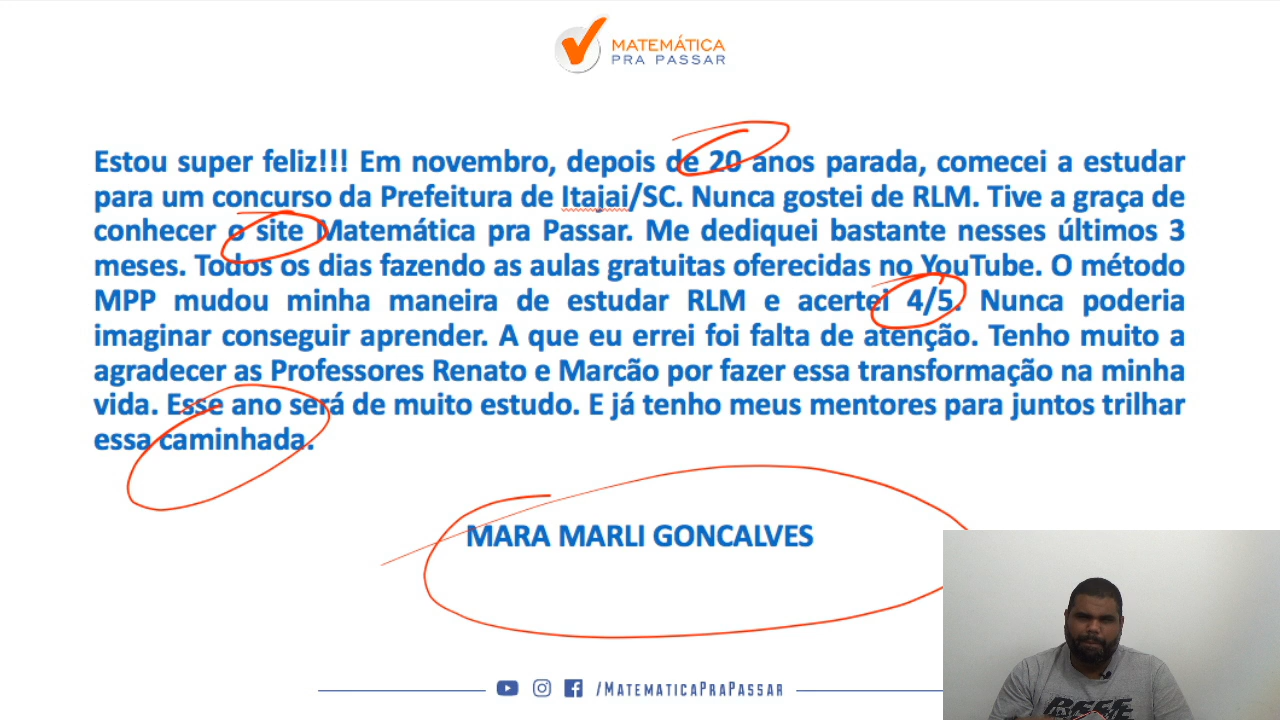 MATEMÁTICA
PRA PASSAR
Estou super feliz!!! Em novembro, depois de 20 anos parada, comecei a estudar
para um concurso da Prefeitura de Itajai/SC. Nunca gostei de RLM. Tive a graça de
conhecer o site Matemática pra Passar. Me dediquei bastante nesses últimos 3
meses. Todos os dias fazendo as aulas gratuitas oferecidas no YouTube. O método
MPP mudou minha maneira de estudar RLM e acertei 4/5. Nunca poderia
imaginar conseguir aprender. A que eu errei foi falta de atenção. Tenho muito a
agradecer as Professores Renato e Marcão por fazer essa transformação na minha
vida. Esse ano será de muito estudo. E já tenho meus mentores para juntos trilhar
essa caminhada.
MARA MARLI GONCALVES
/MATEMATICAPRAPASSAR